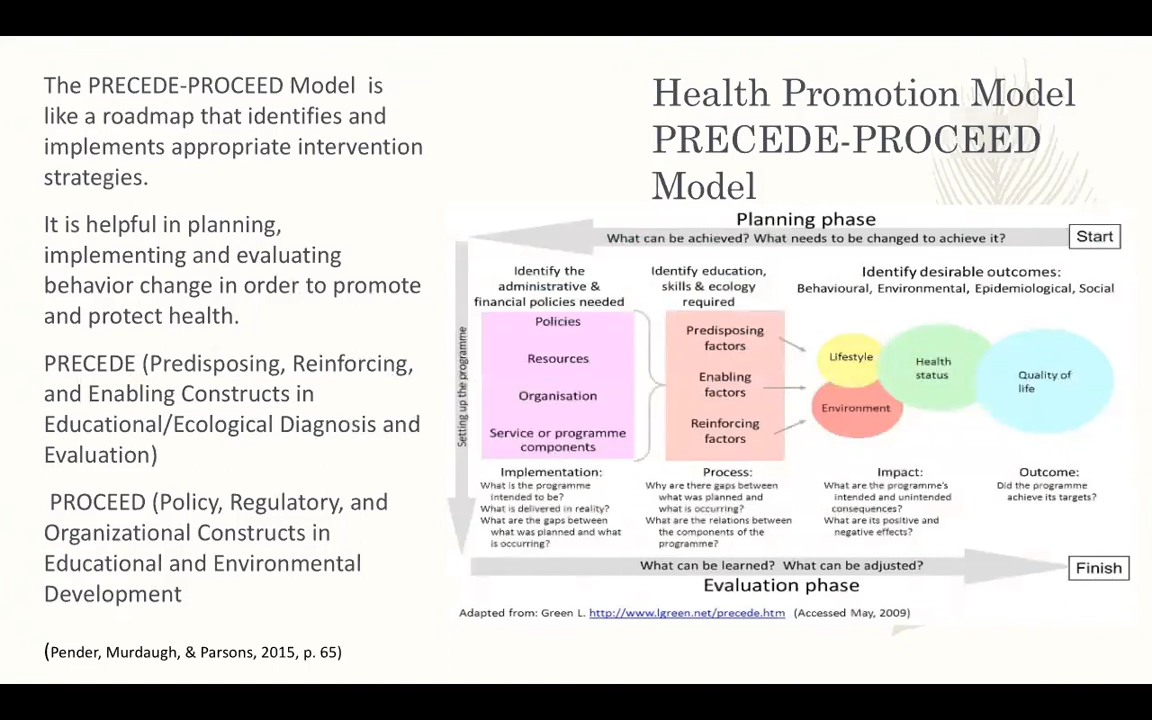 The PRECEDE-PROCEED Model  is
like a roadmap that identifies and
implements appropriate intervention
strategies.
It is helpful in planning,
implementing and evaluating
behavior change in order to promote
and protect health.
PRECEDE (Predisposing, Reinforcing,
and Enabling Constructs in
Educational/Ecological Diagnosis and
Evaluation)
PROCEED (Policy, Regulatory, and
Organizational Constructs in
Educational and Environmental
Development
(Pender, Murdaugh, & Parsons, 2015, p. 65)
Health Promotion Model
PRECEDE-PROCEED
Model
Planning phase
What can be achieved? What needs to be changed to achieve it?
Start
Setting up the programme
Identify the
administrative &
financial policies needed
Policies
Resources
Organisation
Service or programme
components
Identify education,
skills & ecology
required
Predisposing
factors
Enabling
factors
Reinforcing
factors
Identify desirable outcomes:
Behavioural, Environmental, Epidemiological, Social
Lifestyle
Environment
Health
status
Quality of
life
Implementation:
What is the programme
intended to be?
What is delivered in reality?
What are the gaps between
what was planned and what
is occurring?
Process:
Why are there gaps between
what was planned and
what is occurring?
What are the relations between
the components of the
programme?
Impact:
What are the programme's
intended and unintended
consequences?
What are its positive and
negative effects?
Outcome:
Did the programme
achieve its targets?
What can be learned?  What can be adjusted?
Finish
Evaluation phase
Adapted from: Green L. http://www.lgreen.net/precede.htm  (Accessed May, 2009)